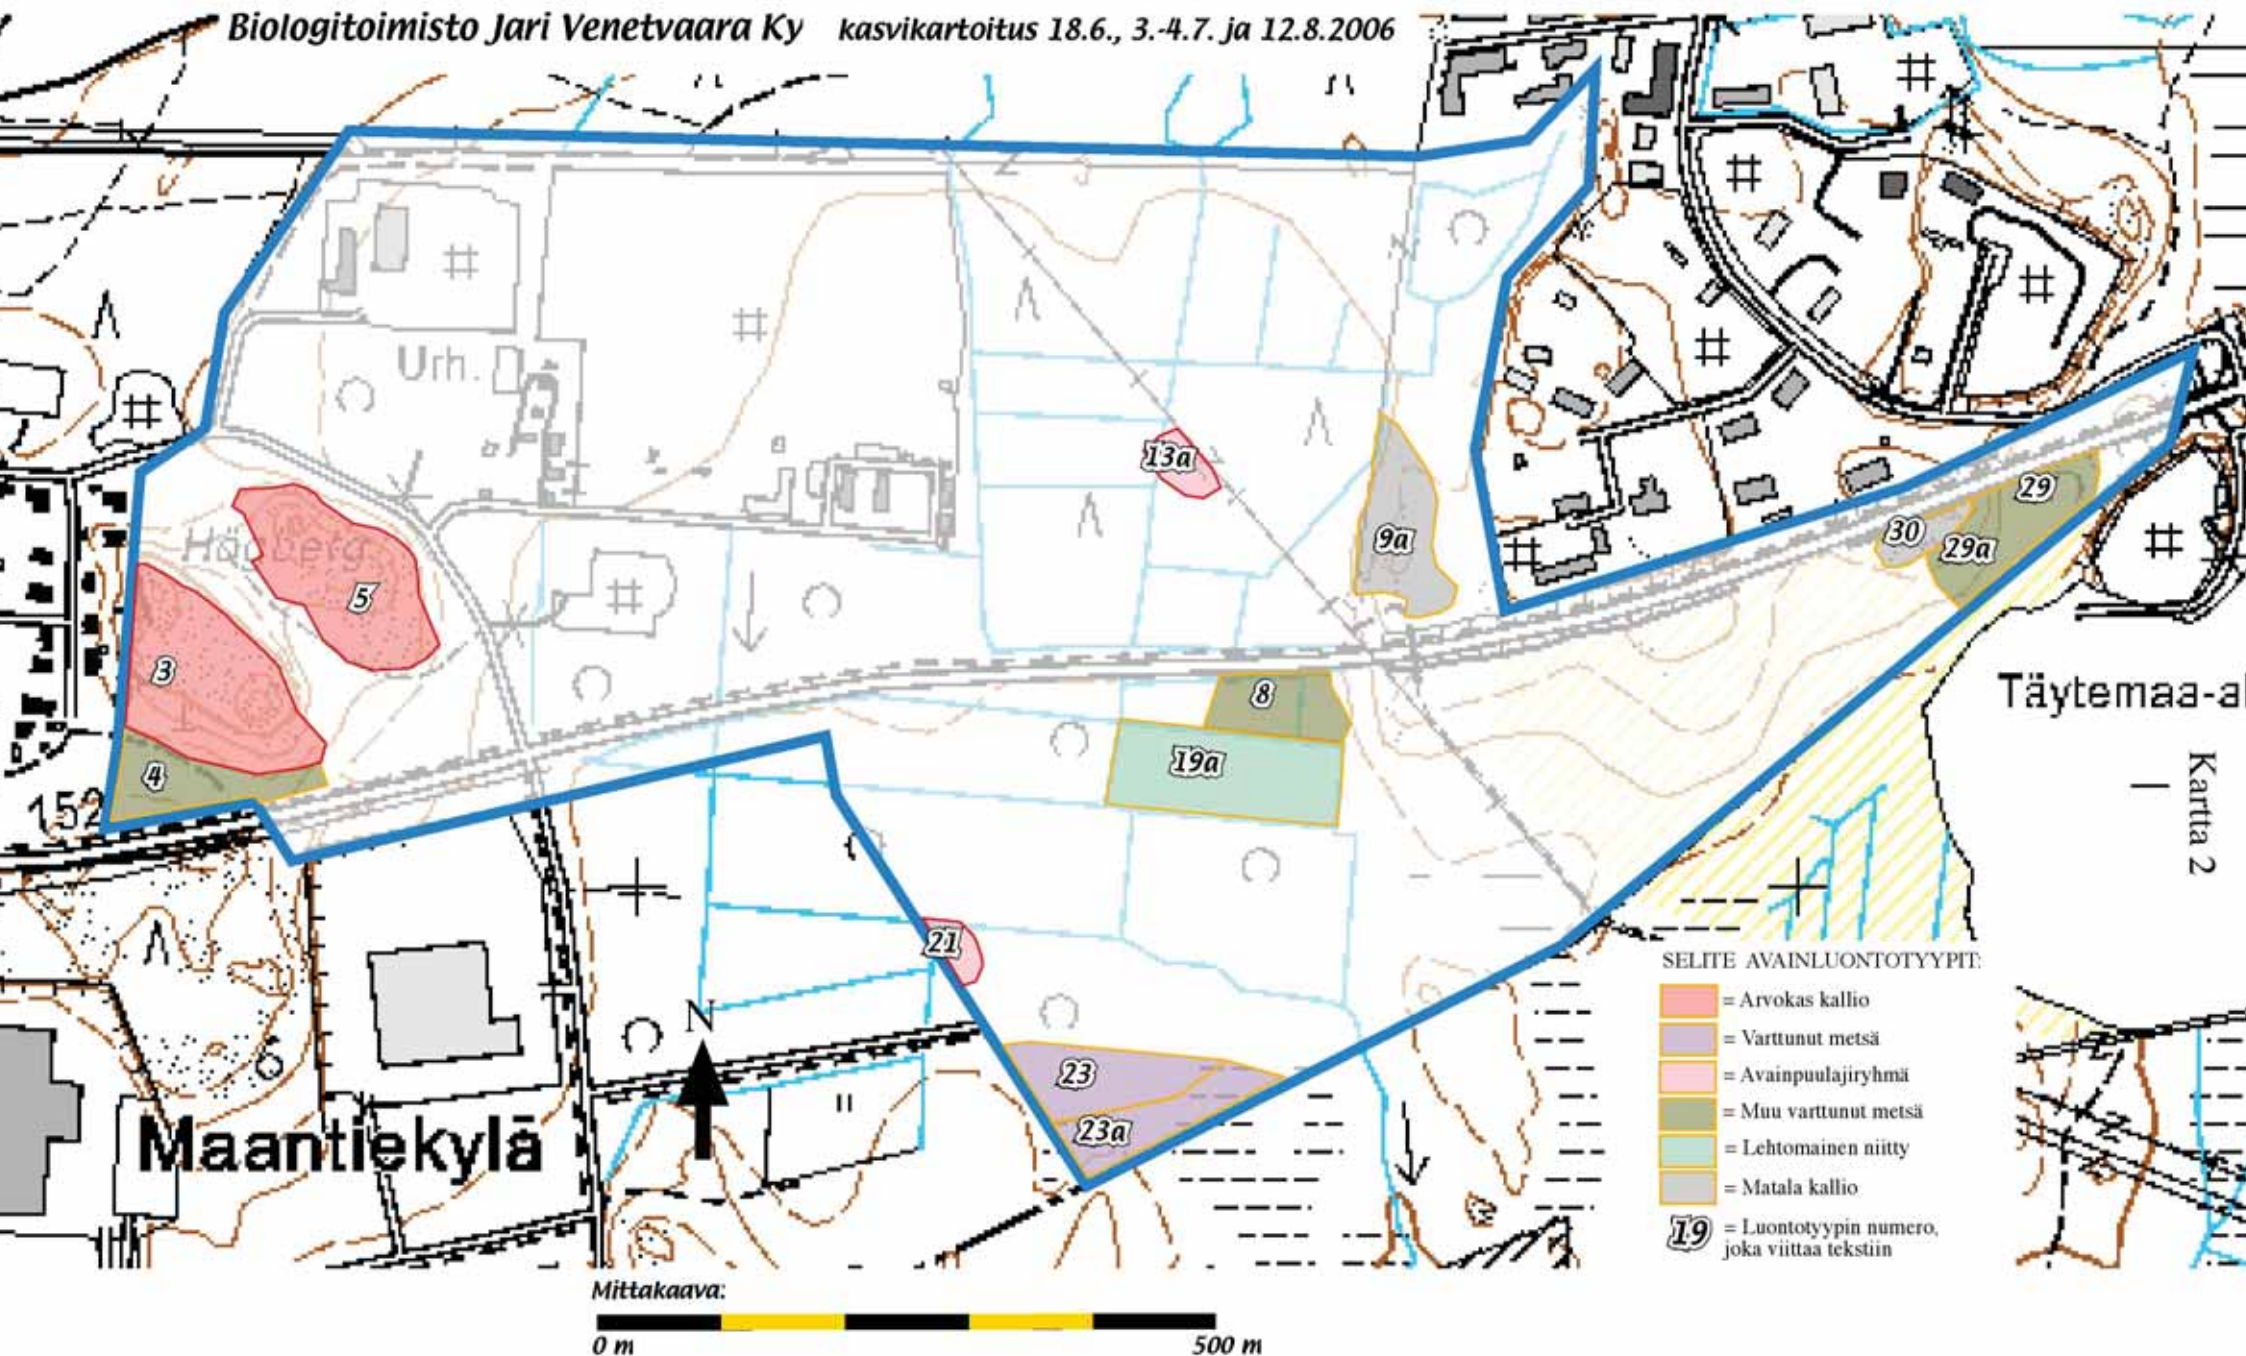 Biologitoimisto Jari Venetvaara Ky kasvikartoitus 18.6., 3.-4.7. ja 12.8.2006
Urh.
13a
9a
29
30
29a
Högberg
5
3
8
19a
4
152
Täytemaa-al
Kartta 2
21
N
23
23a
Maantiekylä
SELITE AVAINLUONTOTYYPIT:
= Arvokas kallio
= Varttunut metsä
= Avainpuulajiryhmä
= Muu varttunut metsä
= Lehtomainen niitty
= Matala kallio
19 = Luontotyypin numero,
joka viittaa tekstiin
Mittakaava:
0 m 500 m